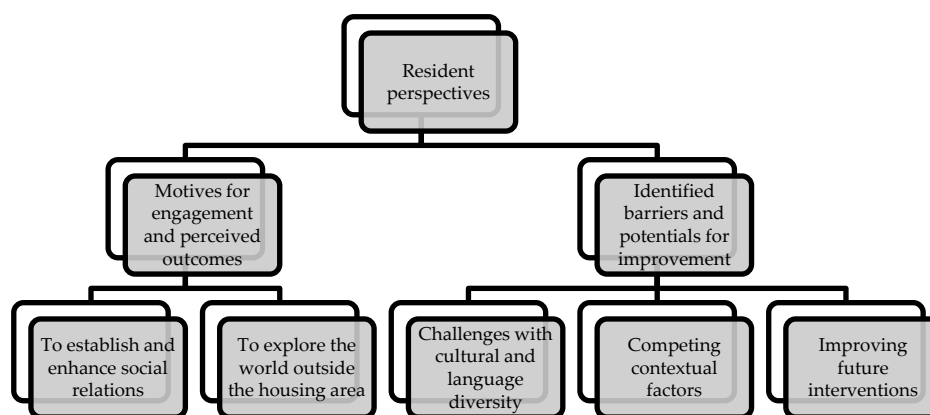 Resident
perspectives
Motives for
engagement
and perceived
outcomes
Identified
barriers and
potentials for
improvement
To establish and
enhance social
relations
To explore the
world outside
the housing area
Challenges with
cultural and
language
diversity
Competing
contextual
factors
Improving
future
interventions